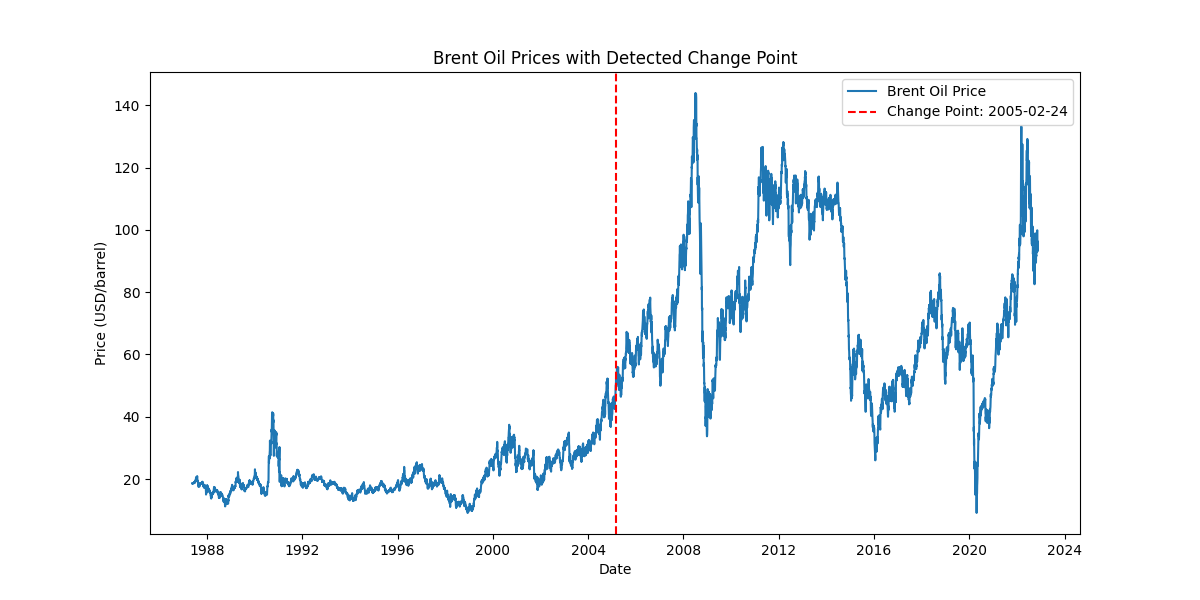 Brent Oil Prices with Detected Change Point
Brent Oil Price
Change Point: 2005-02-24
Price (USD/barrel)
140
120
100
80
60
40
20
1988 1992 1996 2000 2004 2008 2012 2016 2020 2024
Date